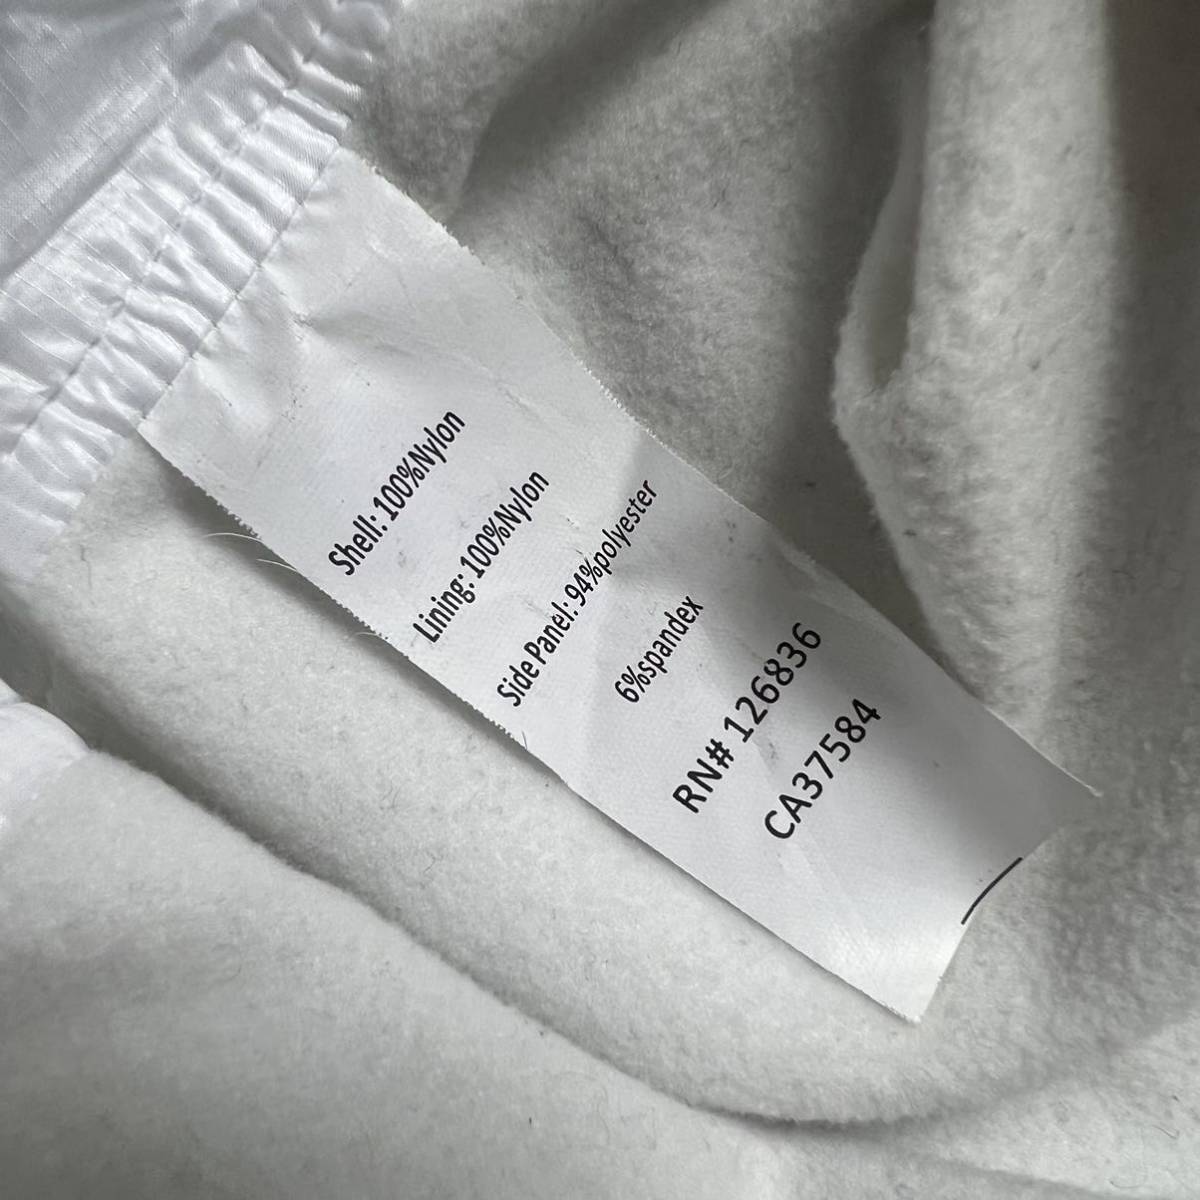 Shell: 100%Nylon
Lining: 100%Nylon
Side Panel: 94%polyester
6%spandex
RN# 126836
CA37584